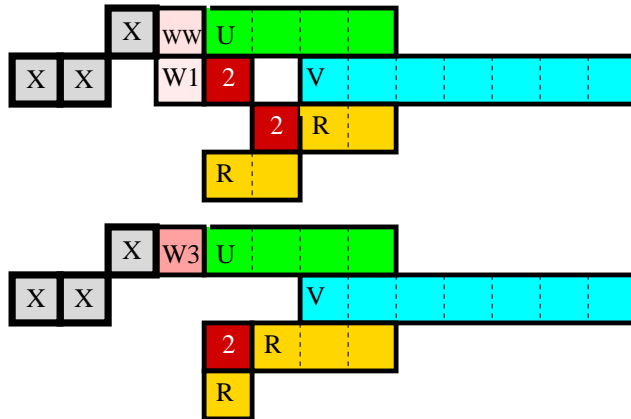 X ww U
X X W1 2 V
2 R
R
X W3 U
X X V
2 R
R